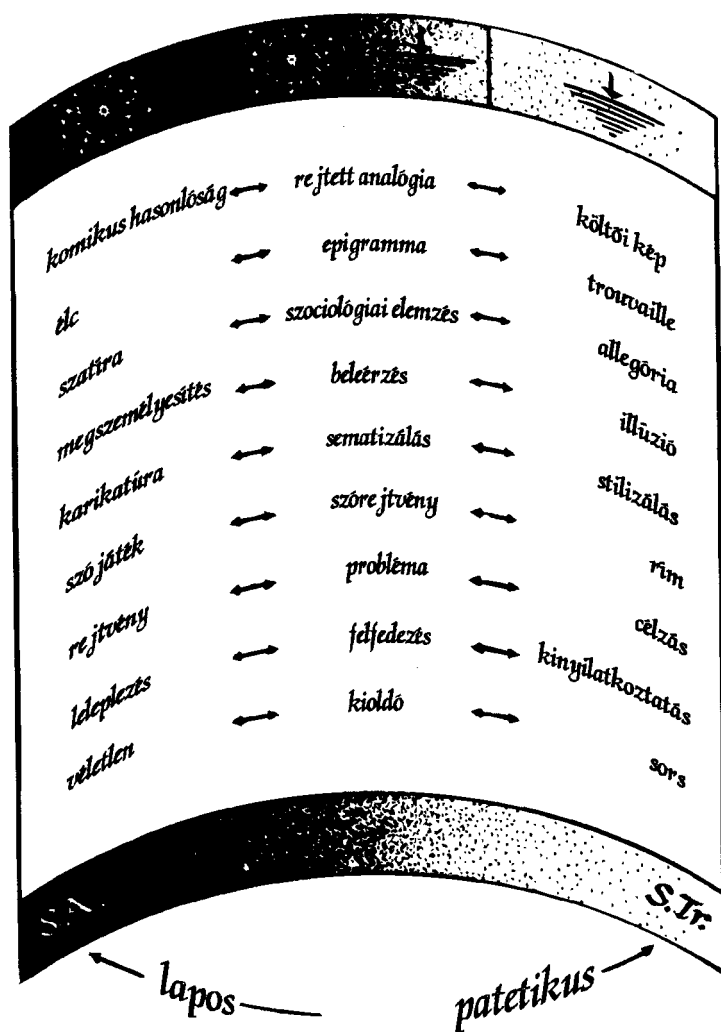 komikus hasonlóság rejtett analógia költői kép
élc epigramma trouvaille
szatíra szociológiai elemzés allegória
megszemélyesítés beleérzés illúzió
karikatúra sematizálás stilizálás
szójáték szórejtvény rím
rejtvény probléma célzás
leleplezés felfedezés kinyilatkoztatás
véletlen kioldó sors
S.A. S.Tr.
lapos patetikus